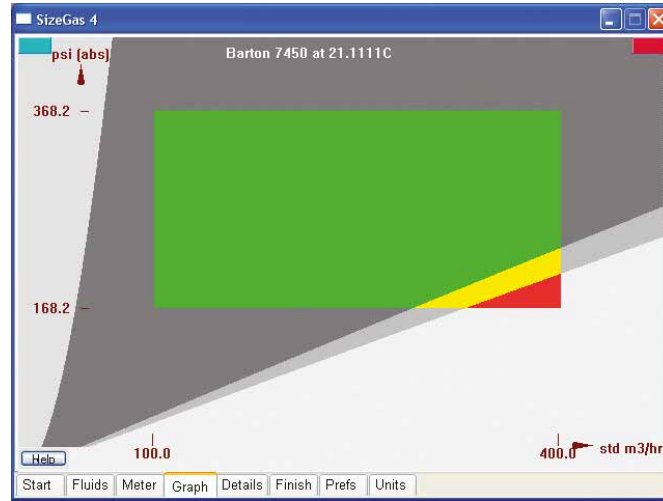 SizeGas 4
psi (abs)
Barton 7450 at 21.1111C
368.2
168.2
100.0
400.0
std m3/hr
Help
Start Fluids Meter Graph Details Finish Prefs Units